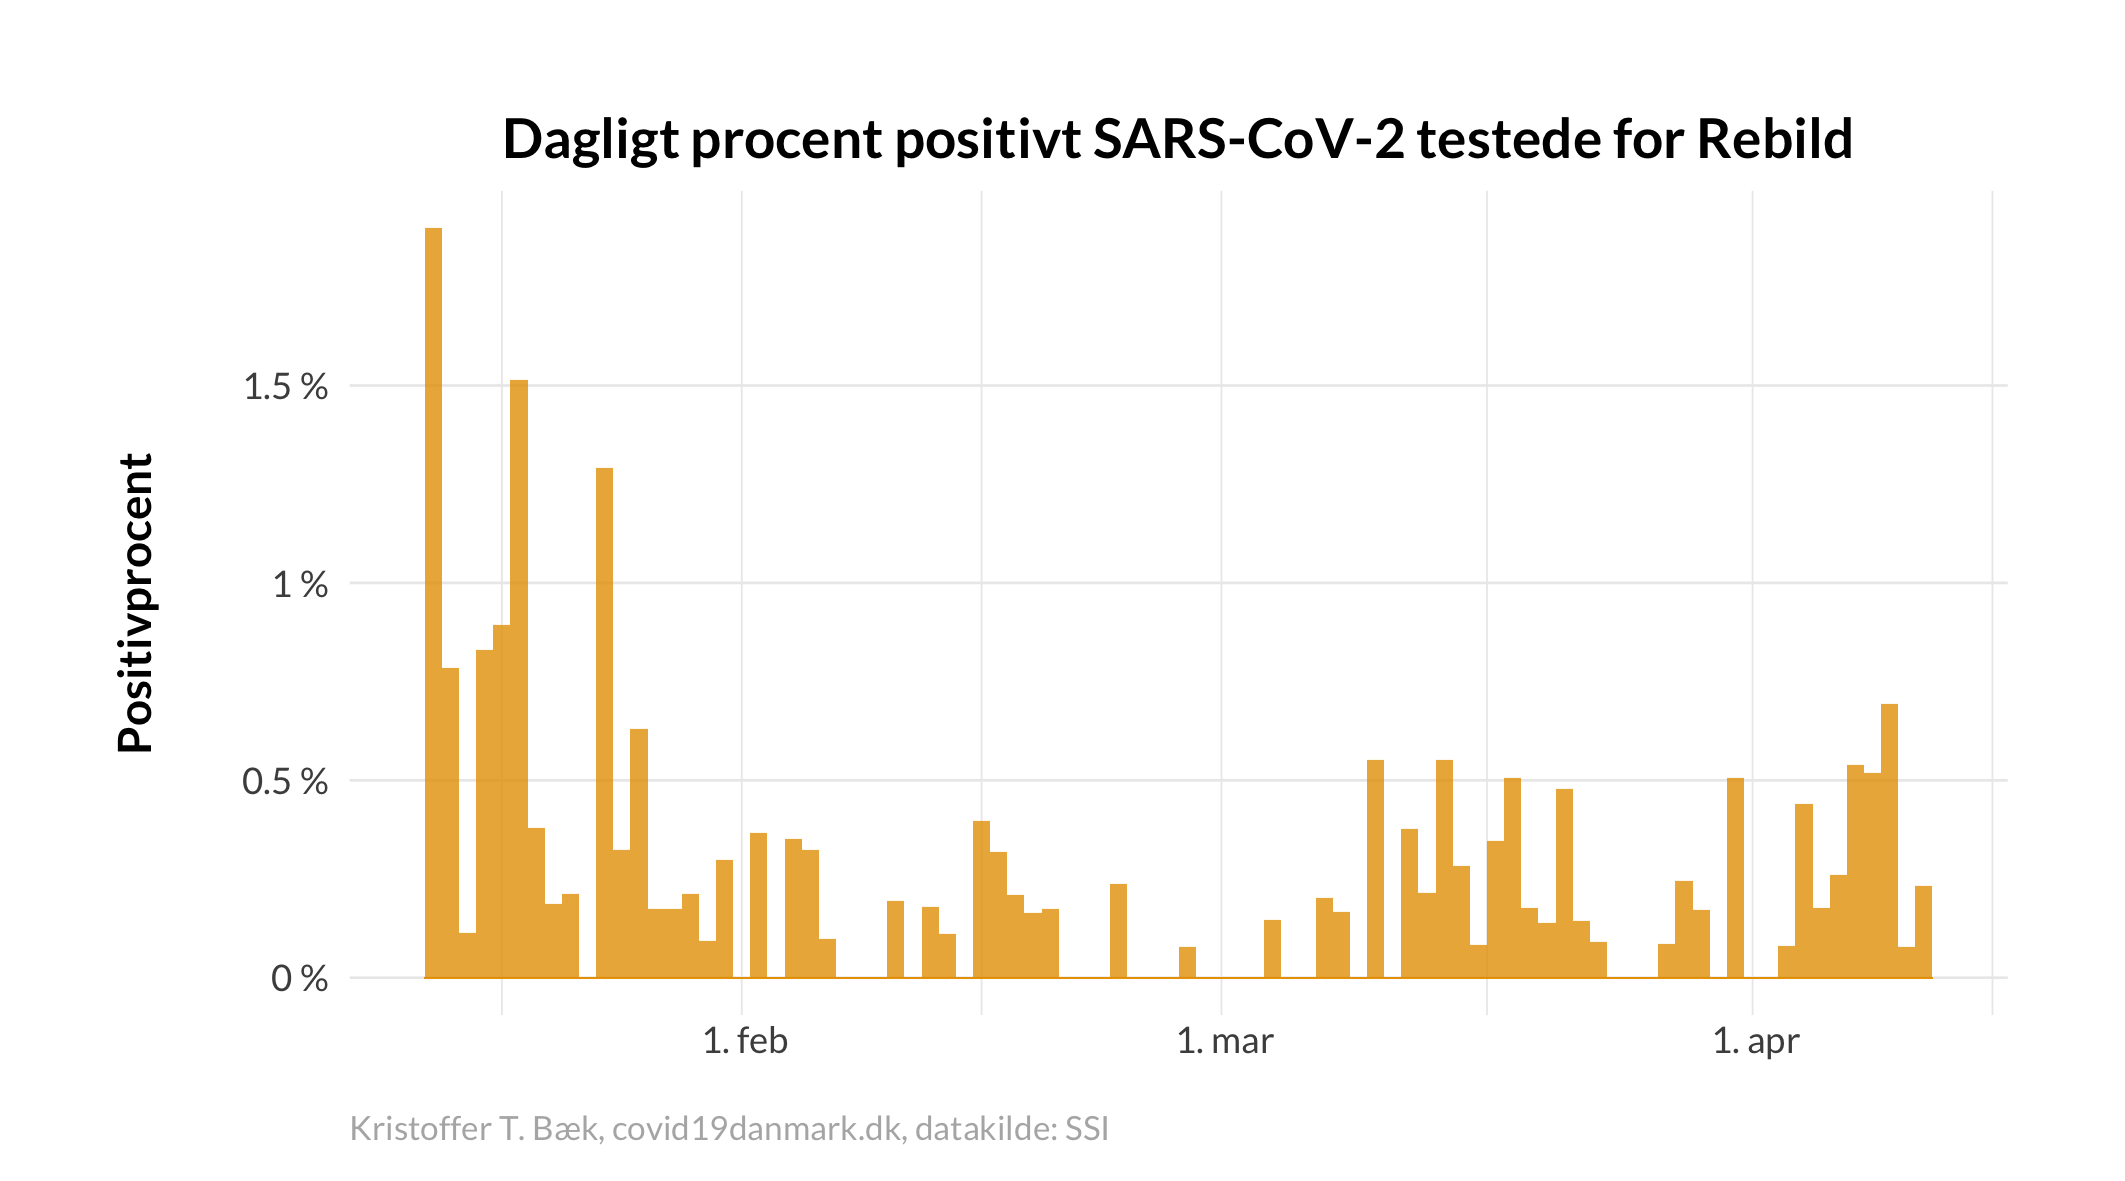 Dagligt procent positivt SARS-CoV-2 testede for Rebild
Positivprocent
1.5 %
1 %
0.5 %
0 %
1. feb
1. mar
1. apr
Kristoffer T. Bæk, covid19danmark.dk, datakilde: SSI